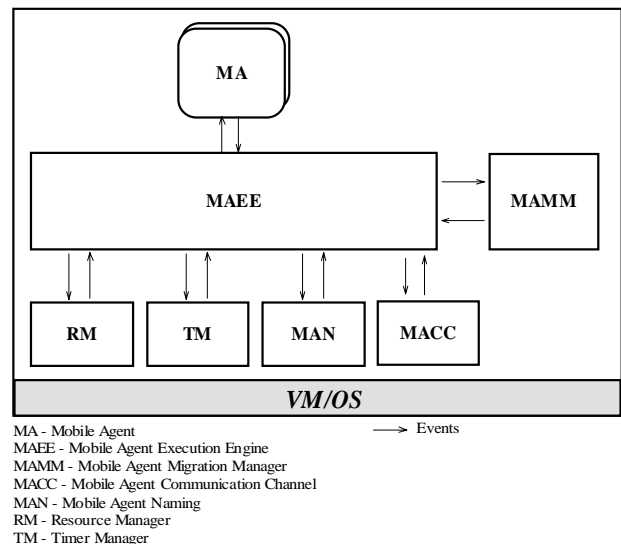 MA
MAEE
MAMM
RM
TM
MAN
MACC
VM/OS
MA - Mobile Agent
Events
MAEE - Mobile Agent Execution Engine
MAMM - Mobile Agent Migration Manager
MACC - Mobile Agent Communication Channel
MAN - Mobile Agent Naming
RM - Resource Manager
TM - Timer Manager